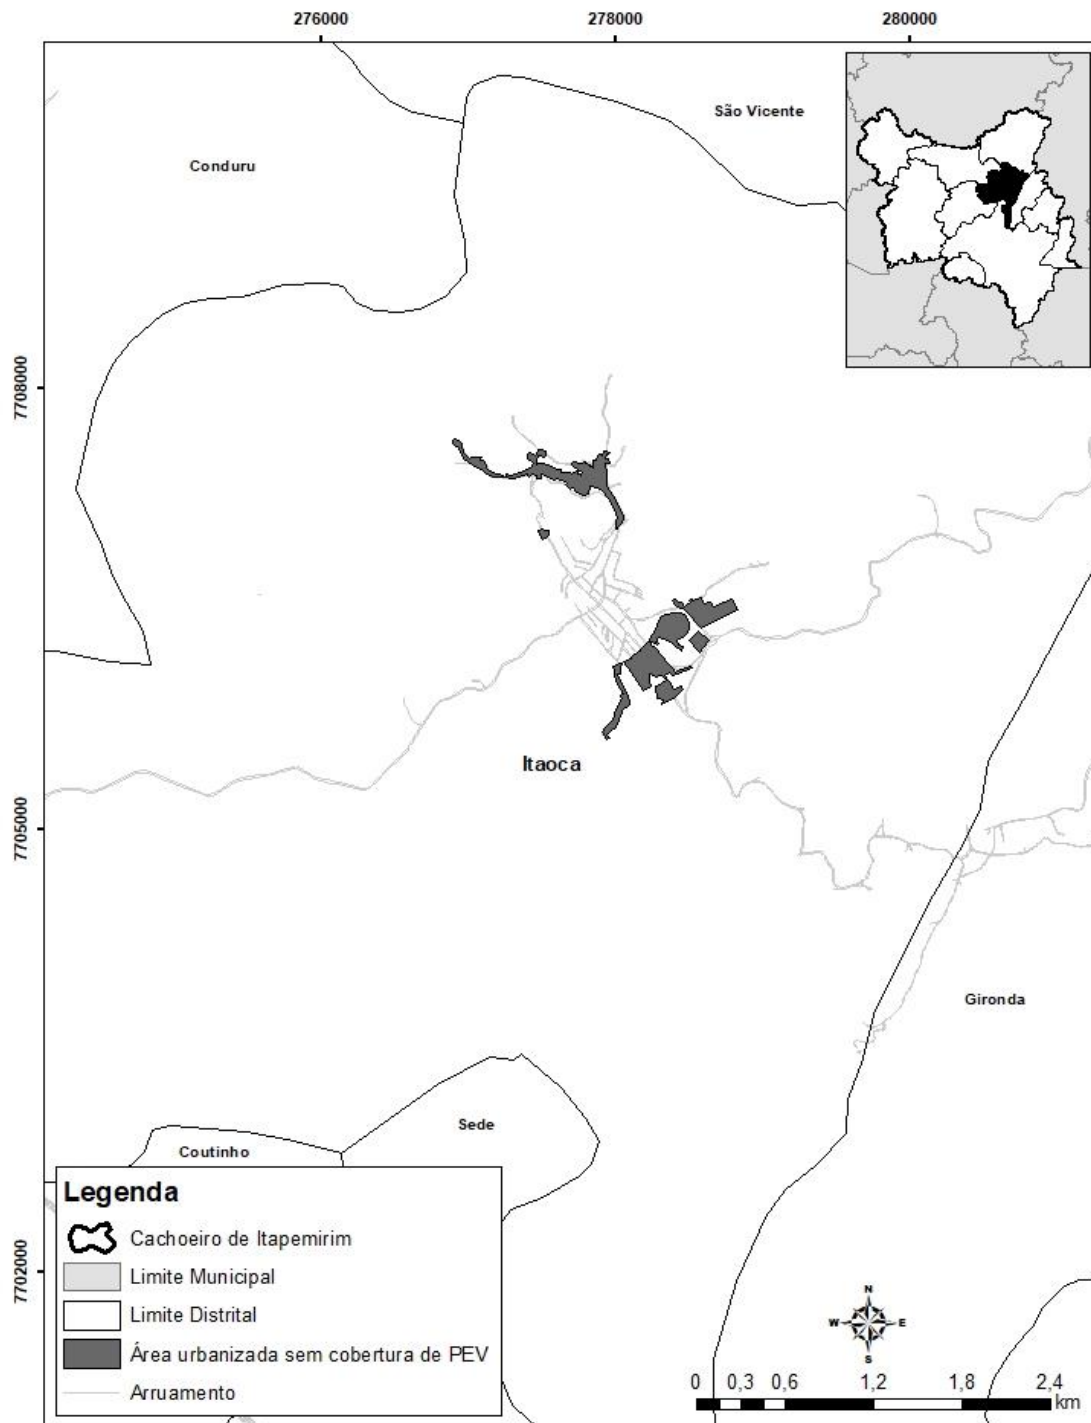 276000
278000
280000
São Vicente
Conduru
7708000
Itaoca
7705000
Gironda
Sede
Coutinho
7702000
Legenda
Cachoeiro de Itapemirim
Limite Municipal
Limite Distrital
Área urbanizada sem cobertura de PEV
Arruamento
N
W E
S
0 0,3 0,6 1,2 1,8 2,4
km